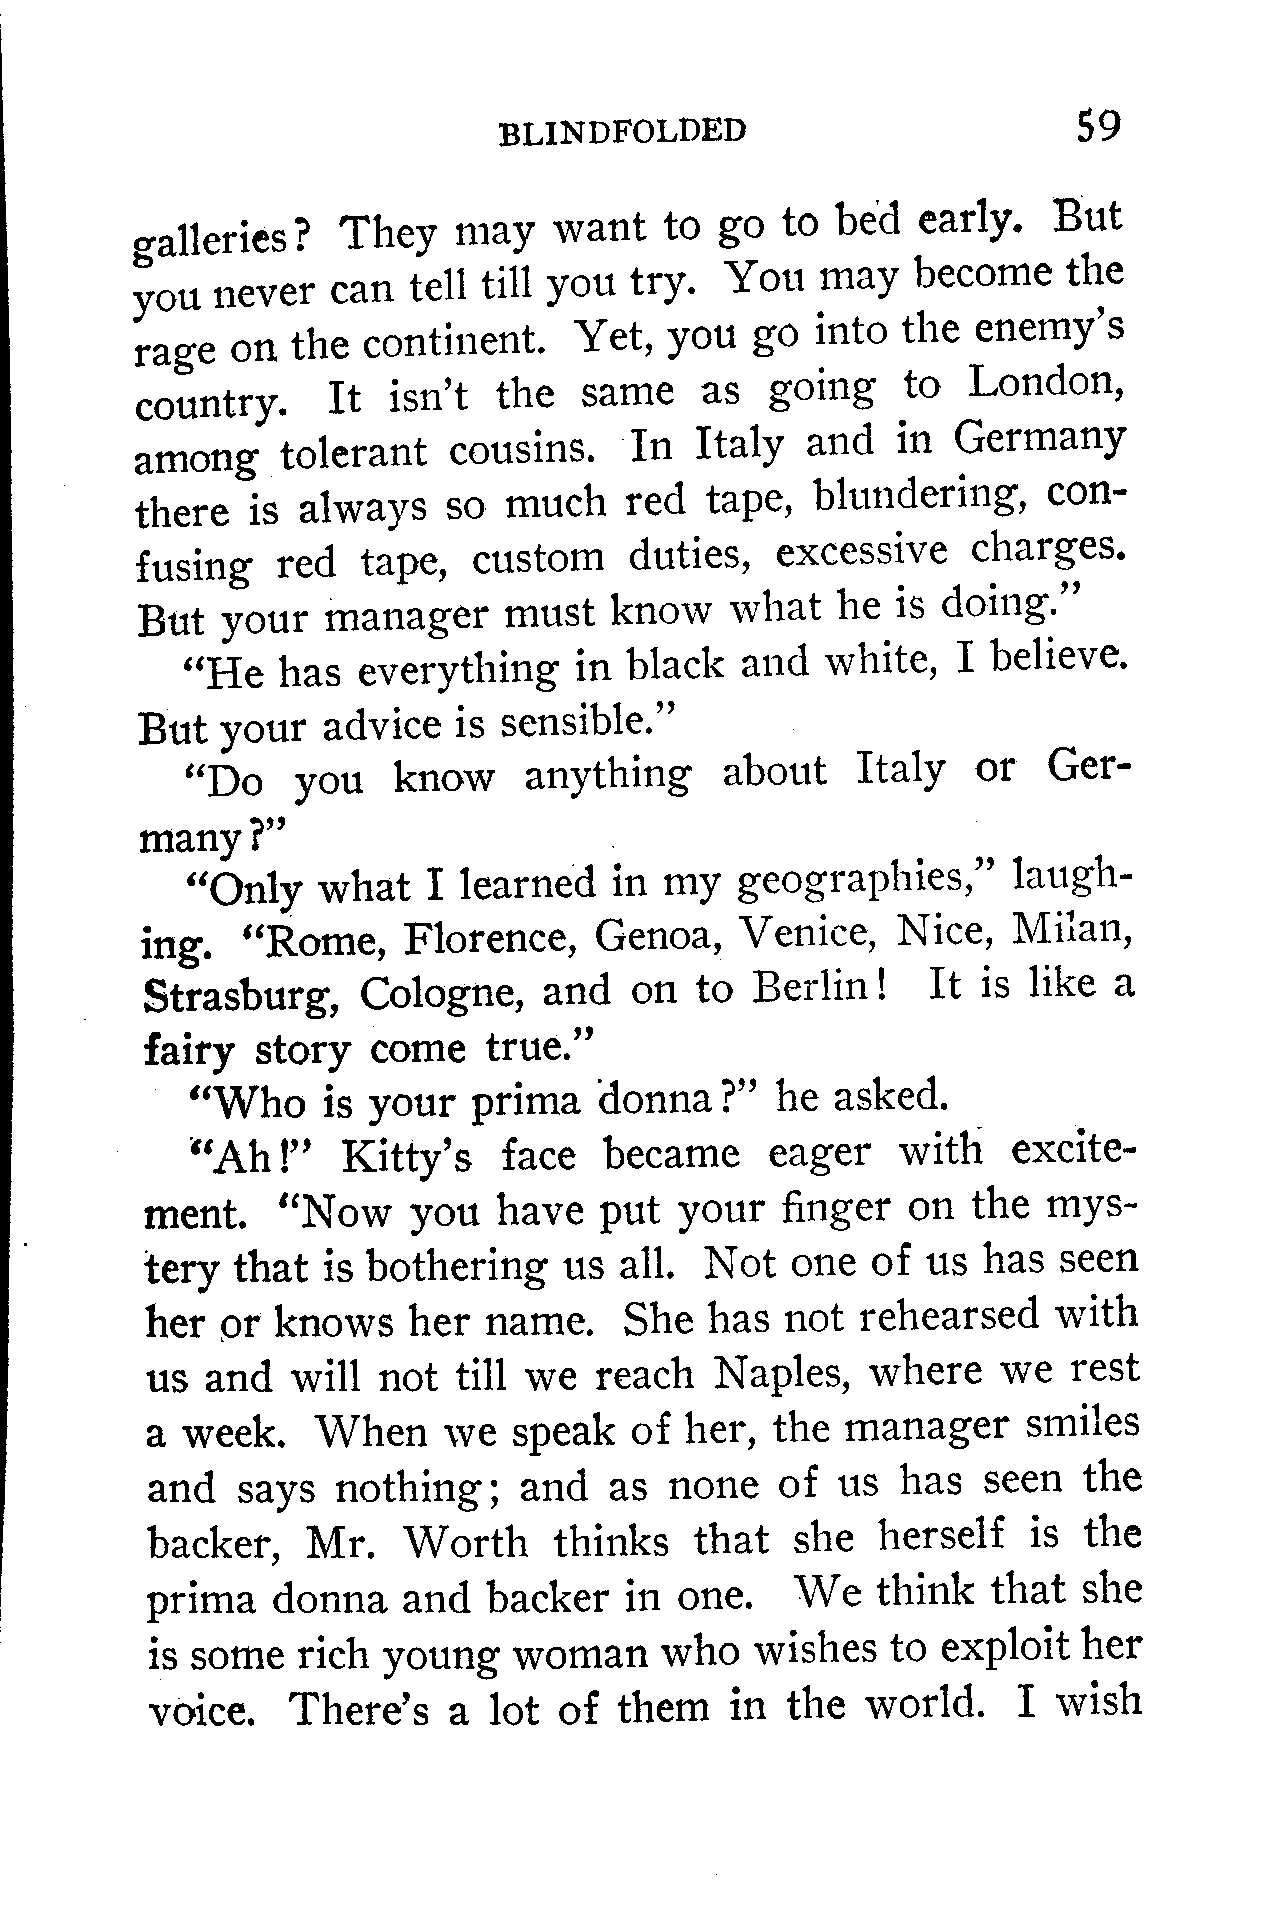 BLINDFOLDED 59
galleries? They may want to go to bed early. But
you never can tell till you try. You may become the
rage on the continent. Yet, you go into the enemy's
country. It isn't the same as going to London,
among tolerant cousins. In Italy and in Germany
there is always so much red tape, blundering, con-
fusing red tape, custom duties, excessive charges.
But your manager must know what he is doing."
"He has everything in black and white, I believe.
But your advice is sensible."
"Do you know anything about Italy or Ger-
many?"
"Only what I learned in my geographies," laugh-
ing. "Rome, Florence, Genoa, Venice, Nice, Milan,
Strasburg, Cologne, and on to Berlin! It is like a
fairy story come true."
"Who is your prima donna?" he asked.
"Ah!" Kitty's face became eager with excite-
ment. "Now you have put your finger on the mys-
tery that is bothering us all. Not one of us has seen
her or knows her name. She has not rehearsed with
us and will not till we reach Naples, where we rest
a week. When we speak of her, the manager smiles
and says nothing; and as none of us has seen the
backer, Mr. Worth thinks that she herself is the
prima donna and backer in one. We think that she
is some rich young woman who wishes to exploit her
voice. There's a lot of them in the world. I wish